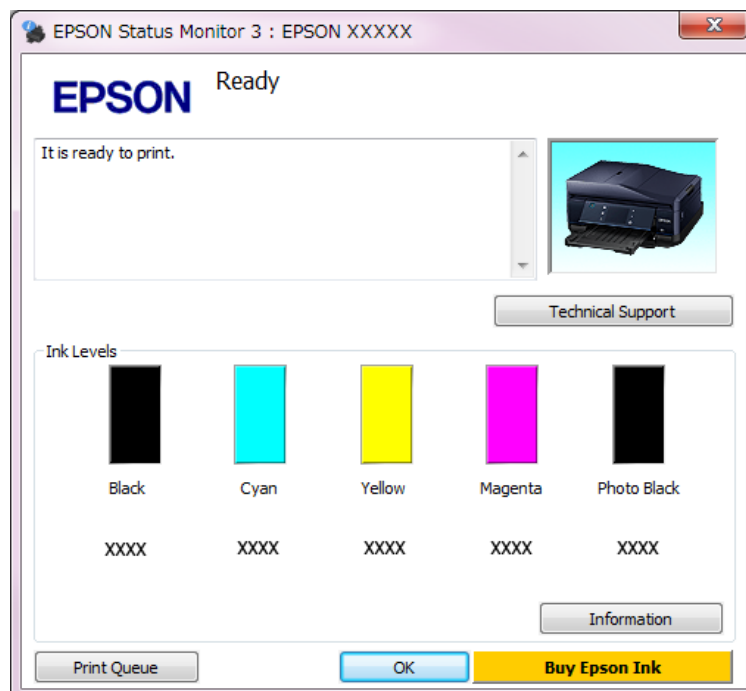 EPSON Status Monitor 3 : EPSON XXXXX
X
EPSON
Ready
It is ready to print.
Technical Support
Ink Levels
Black Cyan Yellow Magenta Photo Black
XXXX XXXX XXXX XXXX XXXX
Information
Print Queue OK Buy Epson Ink